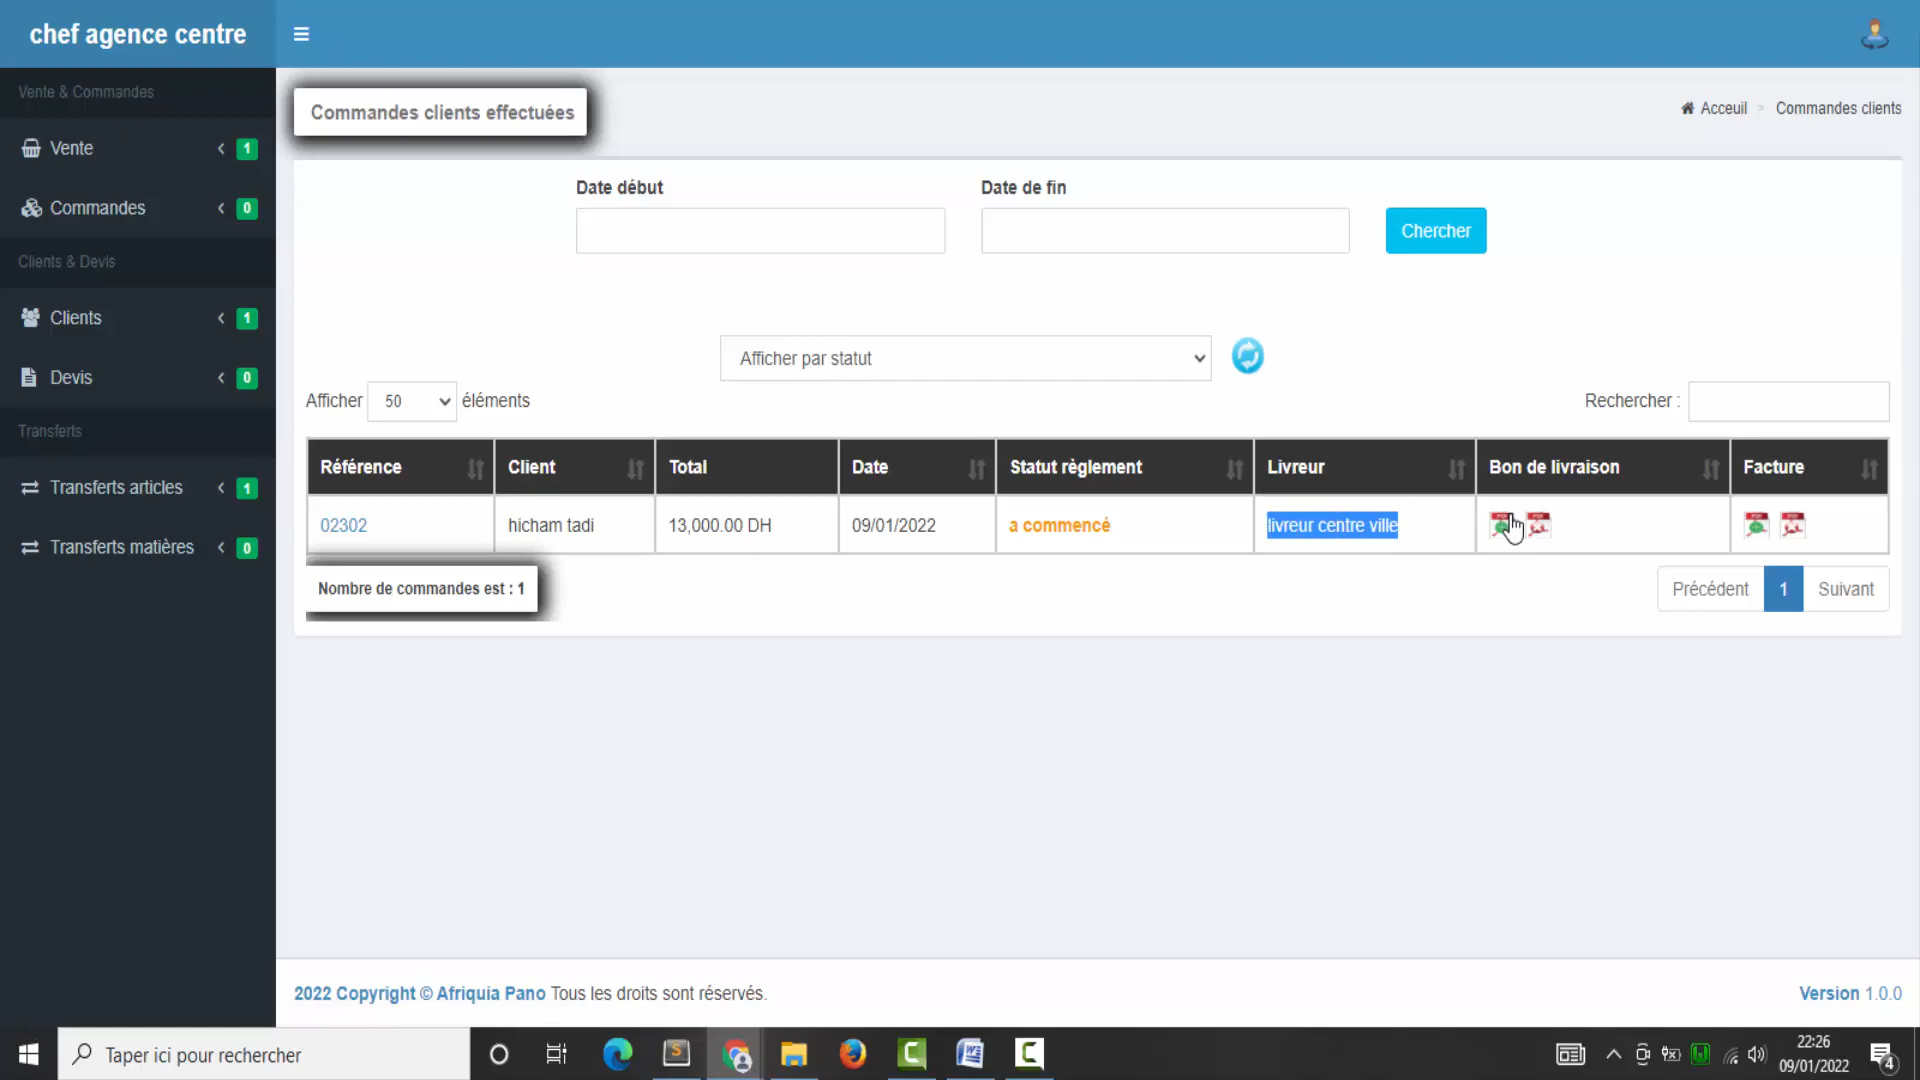 chef agence centre
Vente & Commandes
Vente 1
Commandes 0
Clients & Devis
Clients 1
Devis 0
Transferts
Transferts articles 1
Transferts matières 0
Commandes clients effectuées
Acceuil > Commandes clients
Date début Date de fin
Chercher
Afficher par statut
Afficher 50 éléments
Rechercher :
Référence Client Total Date Statut règlement Livreur Bon de livraison Facture
02302 hicham tadi 13,000.00 DH 09/01/2022 a commencé livreur centre ville
Nombre de commandes est : 1
Précédent 1 Suivant
2022 Copyright © Afriquia Pano Tous les droits sont réservés.
Version 1.0.0
Taper ici pour rechercher
22:26
09/01/2022
4